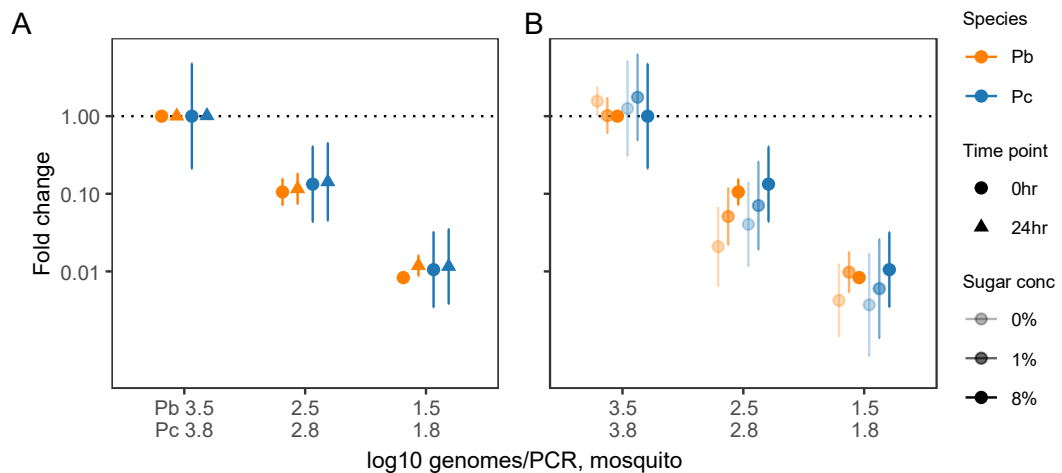 A
B
Fold change
1.00
0.10
0.01
Pb 3.5
Pc 3.8
2.5
2.8
1.5
1.8
3.5
3.8
2.5
2.8
1.5
1.8
log10 genomes/PCR, mosquito
Species
Pb
Pc
Time point
0hr
24hr
Sugar conc
0%
1%
8%